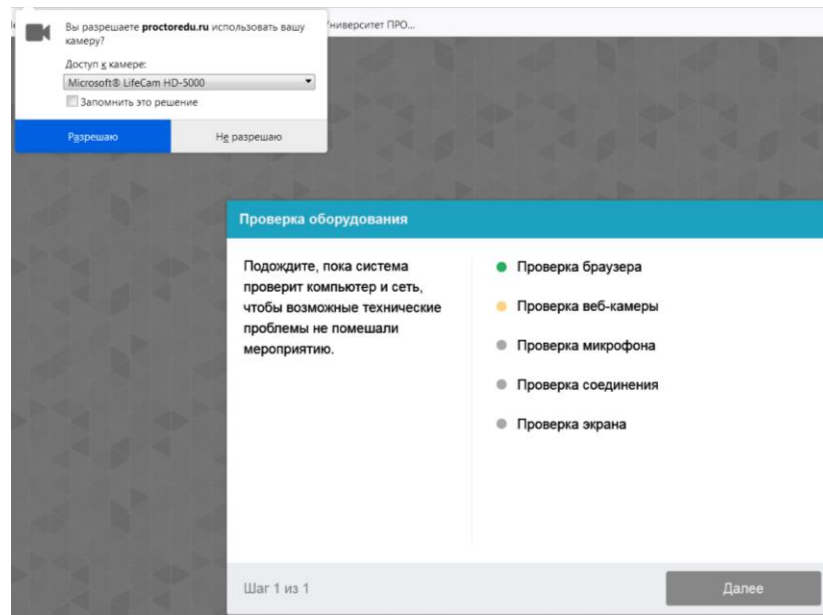 Университет ПРО...
Вы разрешаете proctoredu.ru использовать вашу
камеру?
Доступ к камере:
Microsoft® LifeCam HD-5000
Запомнить это решение
Разрешаю Не разрешаю
Проверка оборудования
Подождите, пока система
проверит компьютер и сеть,
чтобы возможные технические
проблемы не помешали
мероприятию.
Проверка браузера
Проверка веб-камеры
Проверка микрофона
Проверка соединения
Проверка экрана
Шаг 1 из 1 Далее